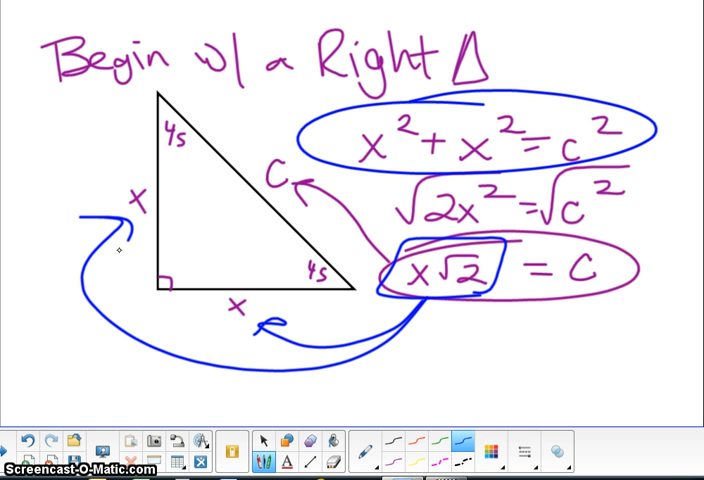 Begin w/ a Right Δ
45
x² + x² = c²
C
x
√2x² = √c²
45
x√2 = c
x
Screencast-O-Matic.com